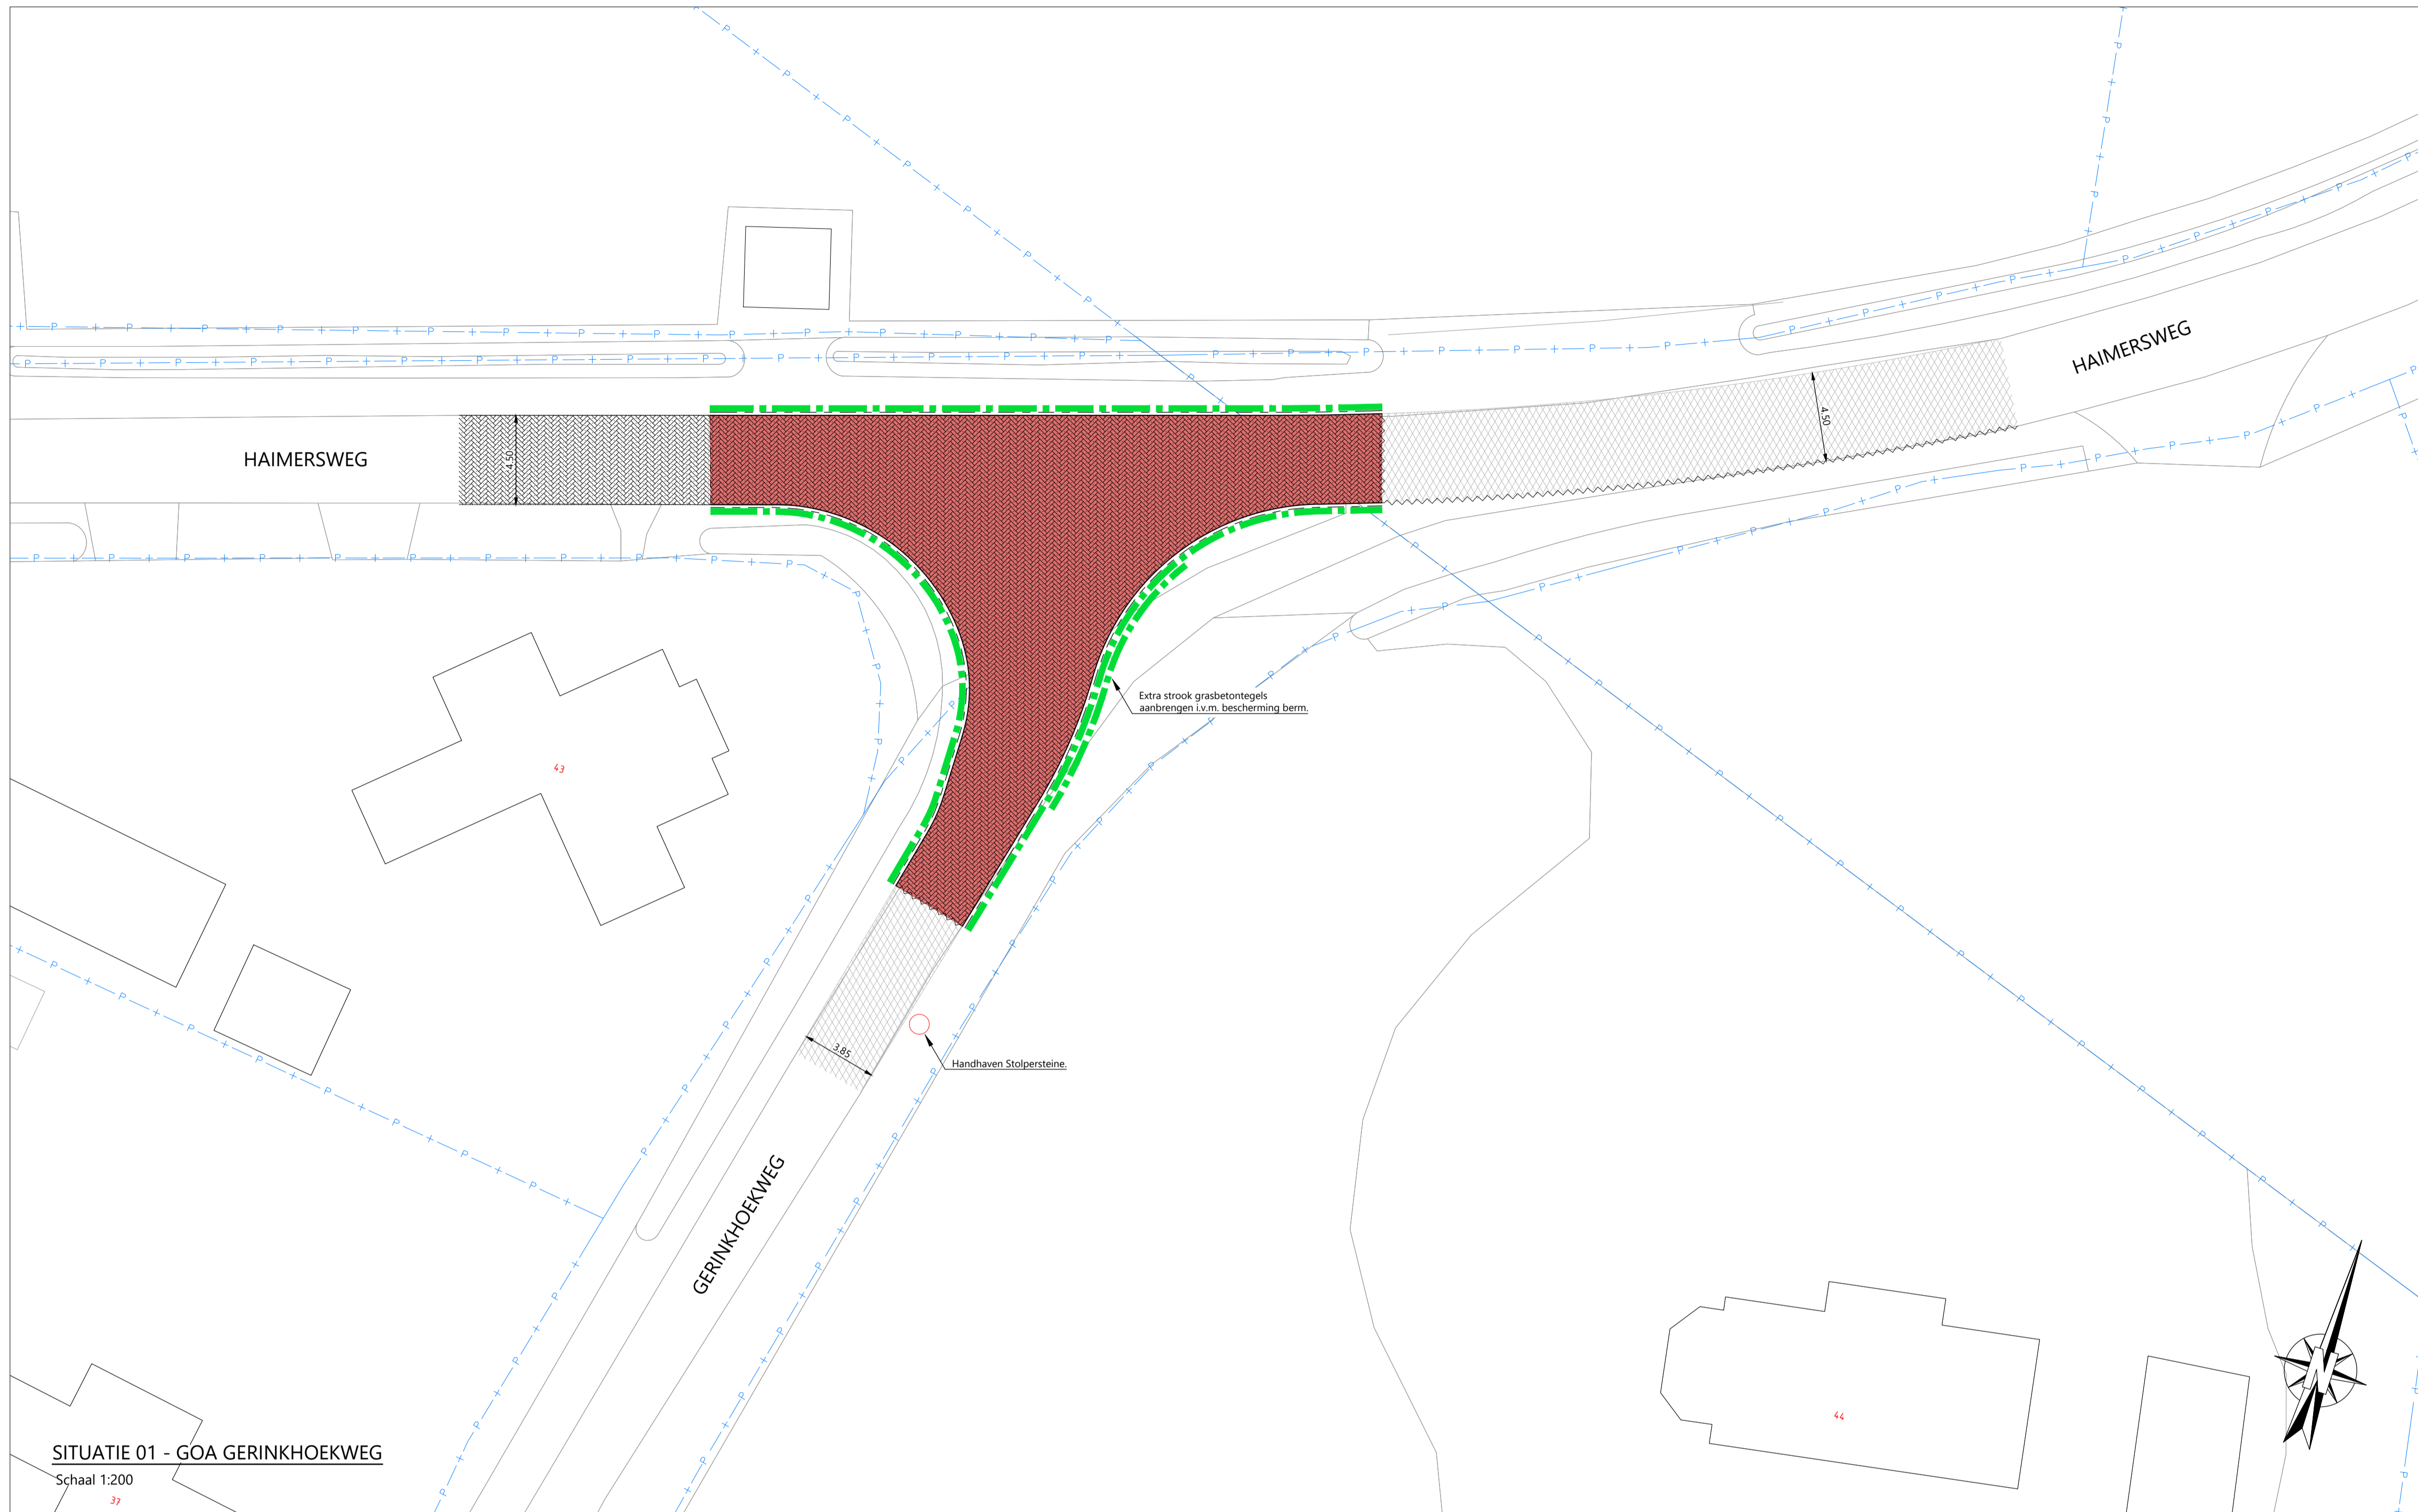 HAIMERSWEG
4.50
HAIMERSWEG
4.50
Extra strook grasbetontegels
aanbrengen i.v.m. bescherming berm.
43
3.85
Handhaven Stolpersteine.
GERINKHOEKWEG
44
SITUATIE 01 - GOA GERINKHOEKWEG
Schaal 1:200
37